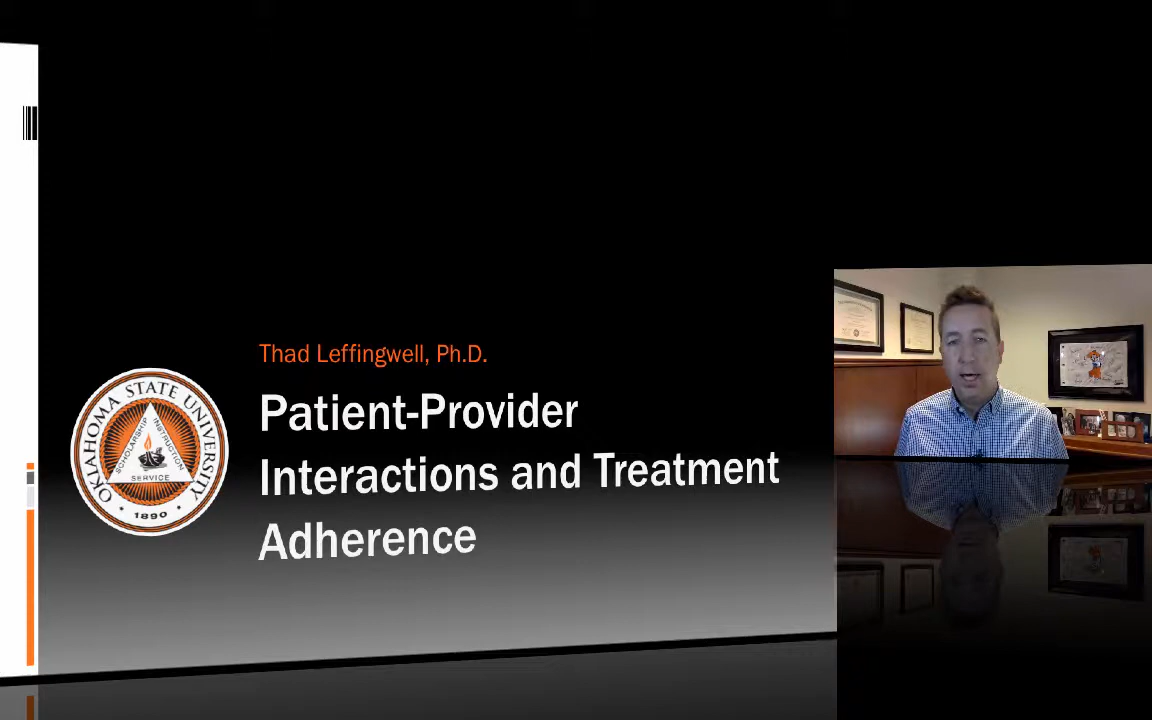 Thad Leffingwell, Ph.D.
Patient-Provider
Interactions and Treatment
Adherence
OKLAHOMA STATE UNIVERSITY
SCHOLARSHIP
INSTRUCTION
SERVICE
• 1890 •